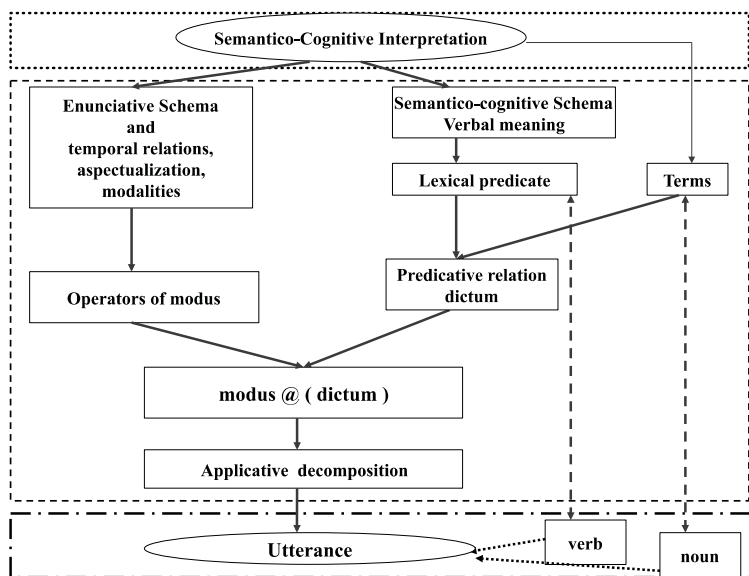 Semantico-Cognitive Interpretation
Enunciative Schema
and
temporal relations,
aspectualization,
modalities
Semantico-cognitive Schema
Verbal meaning
Lexical predicate
Terms
Operators of modus
Predicative relation
dictum
modus @ ( dictum )
Applicative decomposition
Utterance
verb
noun